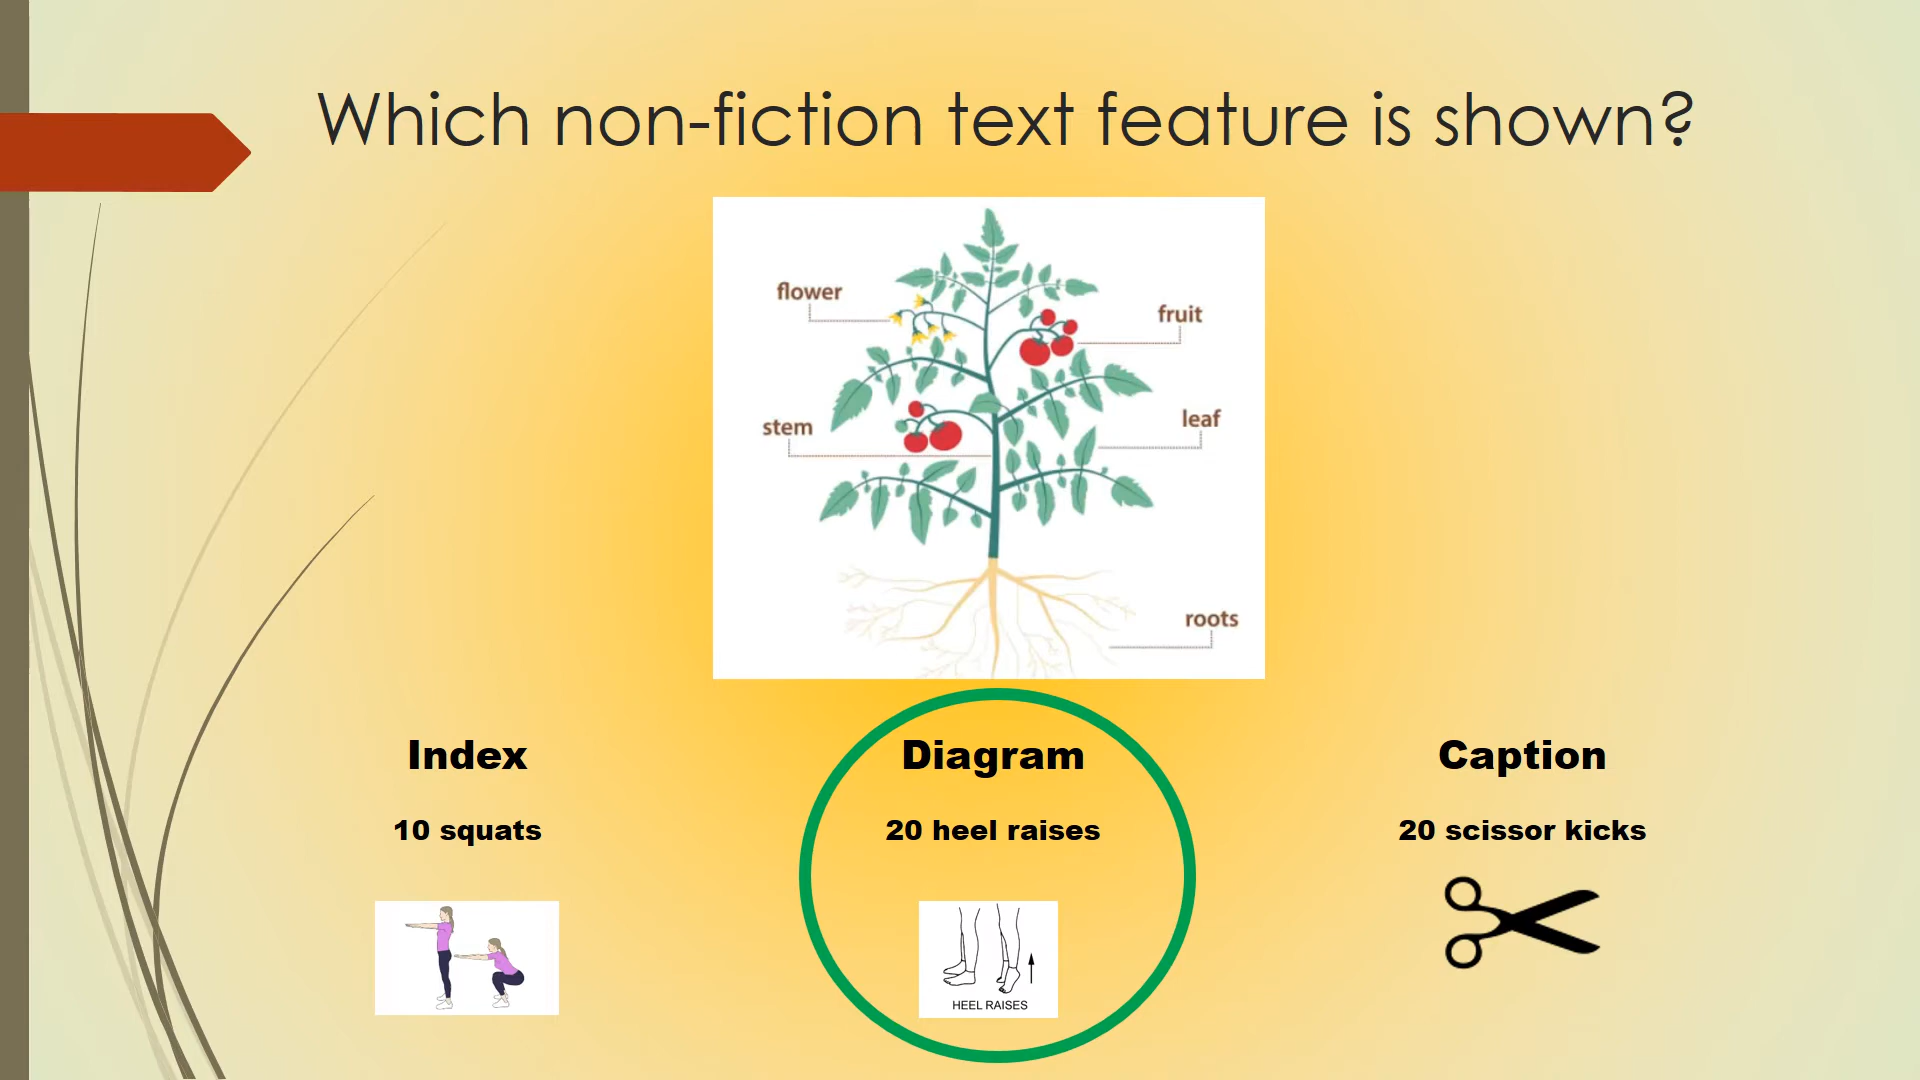 Which non-fiction text feature is shown?
flower
fruit
stem
leaf
roots
Index
Diagram
Caption
10 squats
20 heel raises
20 scissor kicks
HEEL RAISES